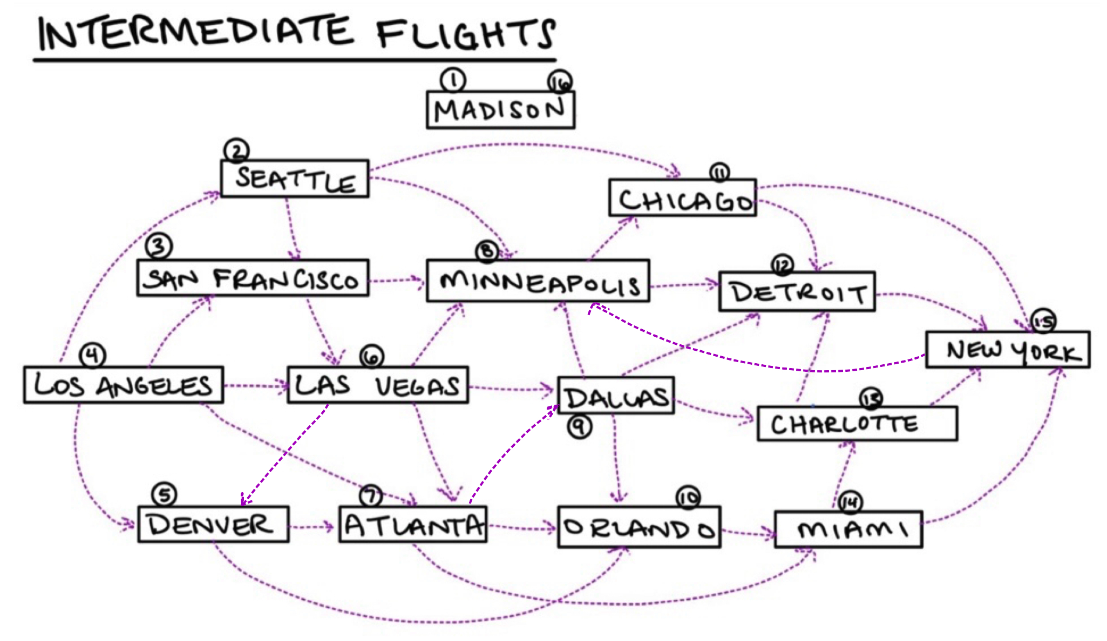 INTERMEDIATE FLIGHTS
1 16
MADISON
2
SEATTLE
11
CHICAGO
3
SAN FRANCISCO
8
MINNEAPOLIS
12
DETROIT
15
NEW YORK
4
LOS ANGELES
6
LAS VEGAS
DALLAS
9
13
CHARLOTTE
5
DENVER
7
ATLANTA
10
ORLANDO
14
MIAMI